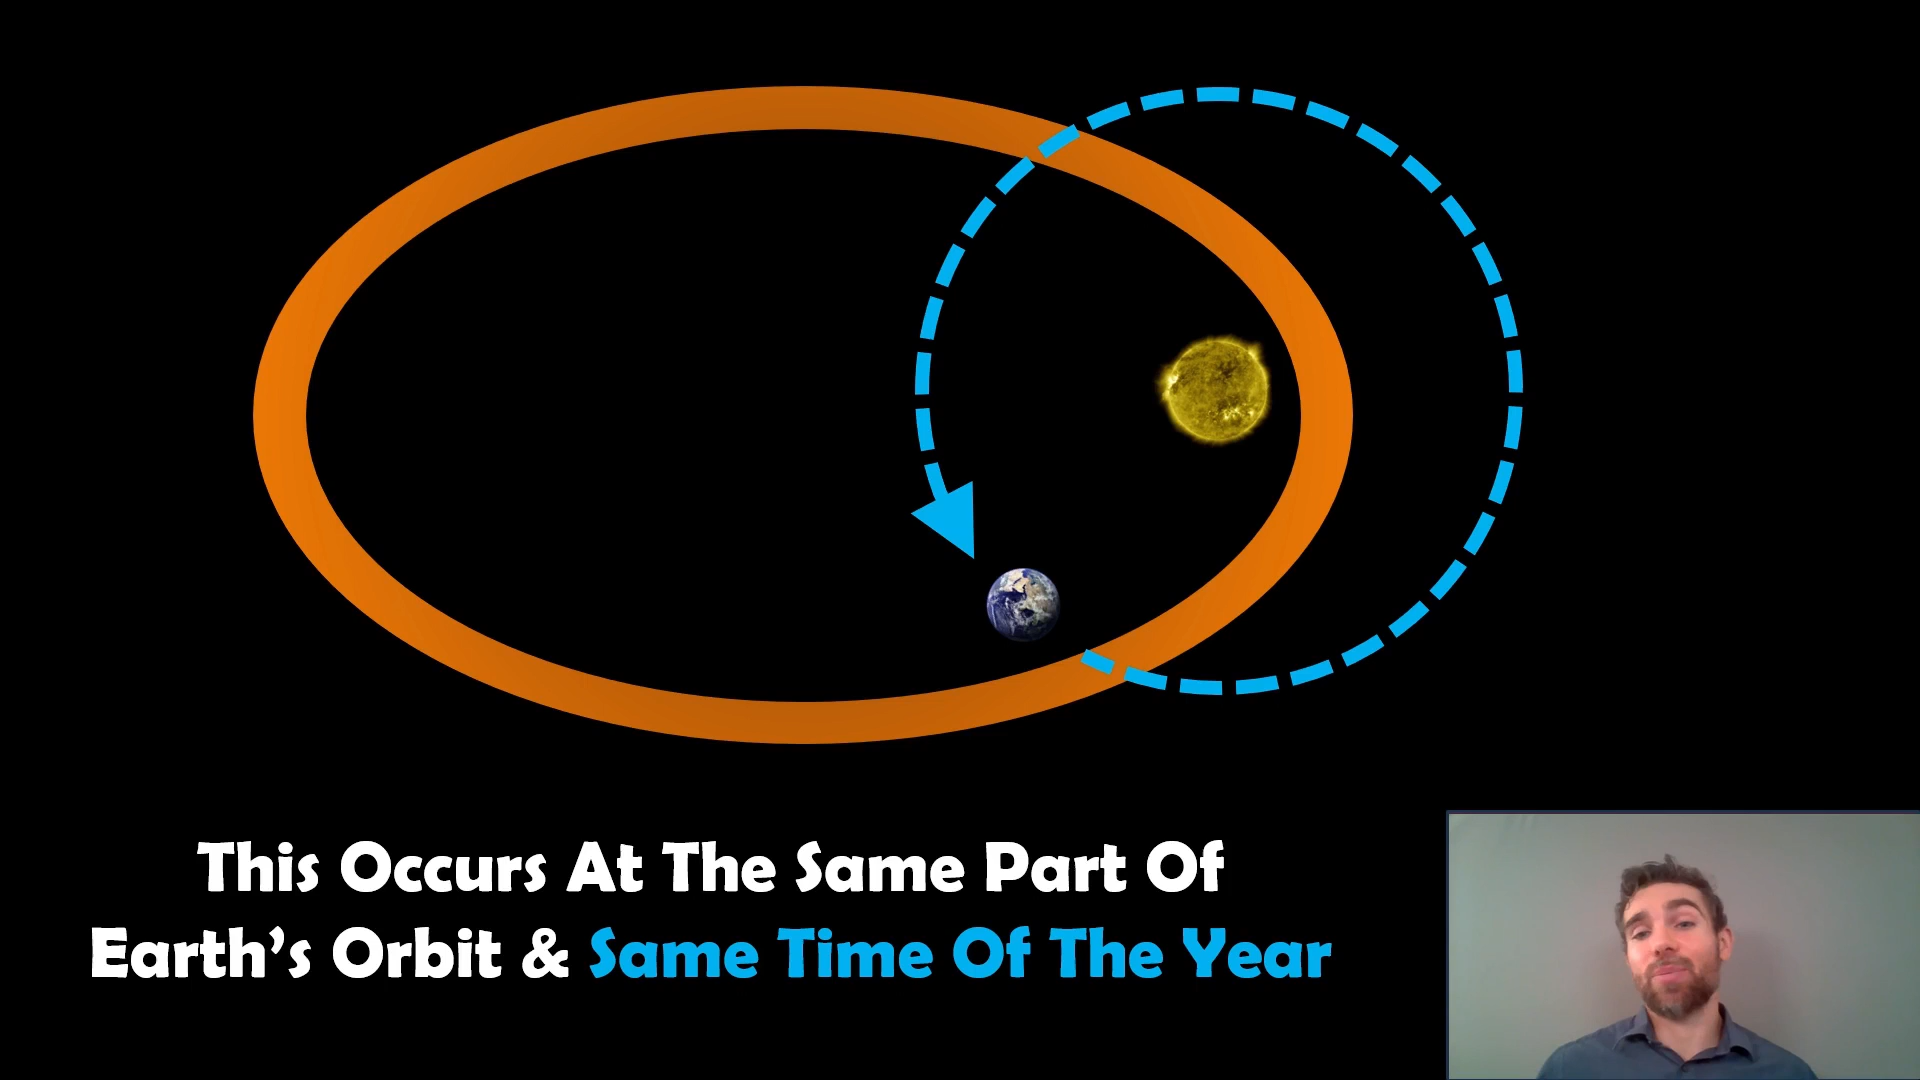 This Occurs At The Same Part Of
Earth’s Orbit & Same Time Of The Year